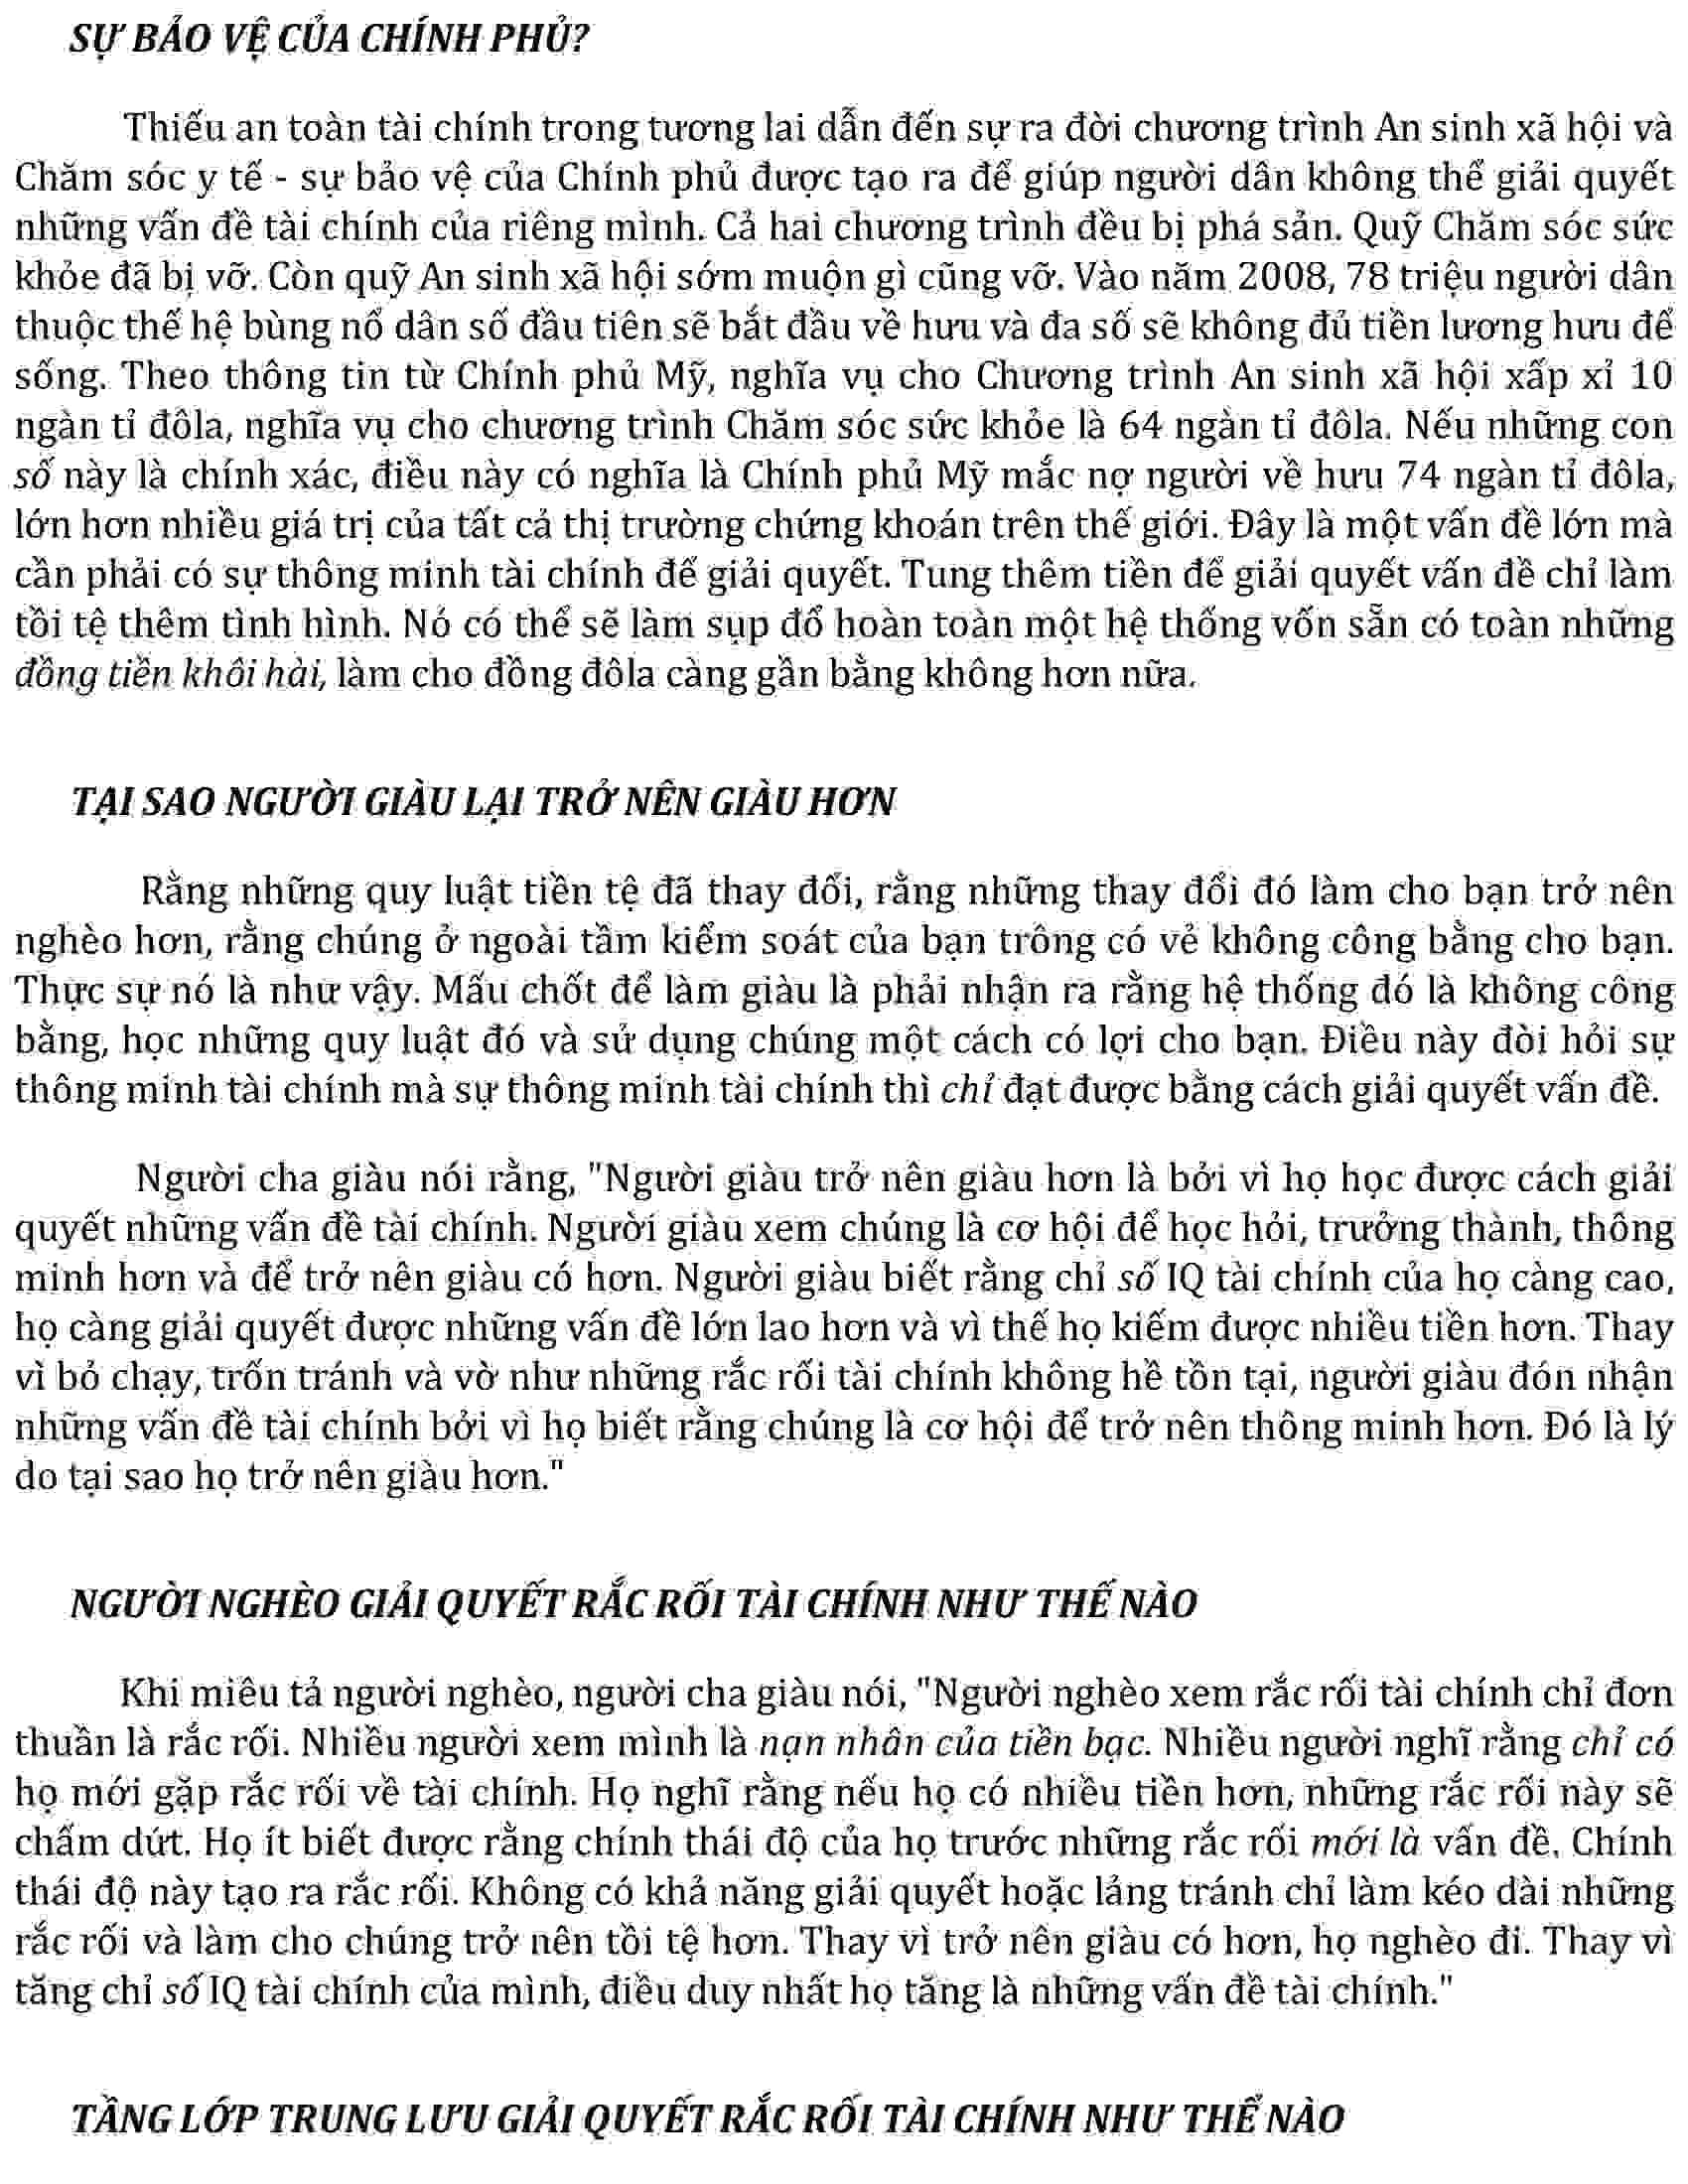 SỰ BẢO VỆ CỦA CHÍNH PHỦ?
Thiếu an toàn tài chính trong tương lai dẫn đến sự ra đời chương trình An sinh xã hội và
Chăm sóc y tế - sự bảo vệ của Chính phủ được tạo ra để giúp người dân không thể giải quyết
những vấn đề tài chính của riêng mình. Cả hai chương trình đều bị phá sản. Quỹ Chăm sóc sức
khỏe đã bị vỡ. Còn quỹ An sinh xã hội sớm muộn gì cũng vỡ. Vào năm 2008, 78 triệu người dân
thuộc thế hệ bùng nổ dân số đầu tiên sẽ bắt đầu về hưu và đa số sẽ không đủ tiền lương hưu để
sống. Theo thông tin từ Chính phủ Mỹ, nghĩa vụ cho Chương trình An sinh xã hội xấp xỉ 10
ngàn tỉ đôla, nghĩa vụ cho chương trình Chăm sóc sức khỏe là 64 ngàn tỉ đôla. Nếu những con
số này là chính xác, điều này có nghĩa là Chính phủ Mỹ mắc nợ người về hưu 74 ngàn tỉ đôla,
lớn hơn nhiều giá trị của tất cả thị trường chứng khoán trên thế giới. Đây là một vấn đề lớn mà
cần phải có sự thông minh tài chính để giải quyết. Tung thêm tiền để giải quyết vấn đề chỉ làm
tồi tệ thêm tình hình. Nó có thể sẽ làm sụp đổ hoàn toàn một hệ thống vốn sẵn có toàn những
đồng tiền khôi hài, làm cho đồng đôla càng gần bằng không hơn nữa.
TẠI SAO NGƯỜI GIÀU LẠI TRỞ NÊN GIÀU HƠN
Rằng những quy luật tiền tệ đã thay đổi, rằng những thay đổi đó làm cho bạn trở nên
nghèo hơn, rằng chúng ở ngoài tầm kiểm soát của bạn trông có vẻ không công bằng cho bạn.
Thực sự nó là như vậy. Mấu chốt để làm giàu là phải nhận ra rằng hệ thống đó là không công
bằng, học những quy luật đó và sử dụng chúng một cách có lợi cho bạn. Điều này đòi hỏi sự
thông minh tài chính mà sự thông minh tài chính thì chỉ đạt được bằng cách giải quyết vấn đề.
Người cha giàu nói rằng, "Người giàu trở nên giàu hơn là bởi vì họ học được cách giải
quyết những vấn đề tài chính. Người giàu xem chúng là cơ hội để học hỏi, trưởng thành, thông
minh hơn và để trở nên giàu có hơn. Người giàu biết rằng chỉ số IQ tài chính của họ càng cao,
họ càng giải quyết được những vấn đề lớn lao hơn và vì thế họ kiếm được nhiều tiền hơn. Thay
vì bỏ chạy, trốn tránh và vờ như những rắc rối tài chính không hề tồn tại, người giàu đón nhận
những vấn đề tài chính bởi vì họ biết rằng chúng là cơ hội để trở nên thông minh hơn. Đó là lý
do tại sao họ trở nên giàu hơn."
NGƯỜI NGHÈO GIẢI QUYẾT RẮC RỐI TÀI CHÍNH NHƯ THẾ NÀO
Khi miêu tả người nghèo, người cha giàu nói, "Người nghèo xem rắc rối tài chính chỉ đơn
thuần là rắc rối. Nhiều người xem mình là nạn nhân của tiền bạc. Nhiều người nghĩ rằng chỉ có
họ mới gặp rắc rối về tài chính. Họ nghĩ rằng nếu họ có nhiều tiền hơn, những rắc rối này sẽ
chấm dứt. Họ ít biết được rằng chính thái độ của họ trước những rắc rối mới là vấn đề. Chính
thái độ này tạo ra rắc rối. Không có khả năng giải quyết hoặc lảng tránh chỉ làm kéo dài những
rắc rối và làm cho chúng trở nên tồi tệ hơn. Thay vì trở nên giàu có hơn, họ nghèo đi. Thay vì
tăng chỉ số IQ tài chính của mình, điều duy nhất họ tăng là những vấn đề tài chính."
TẦNG LỚP TRUNG LƯU GIẢI QUYẾT RẮC RỐI TÀI CHÍNH NHƯ THẾ NÀO